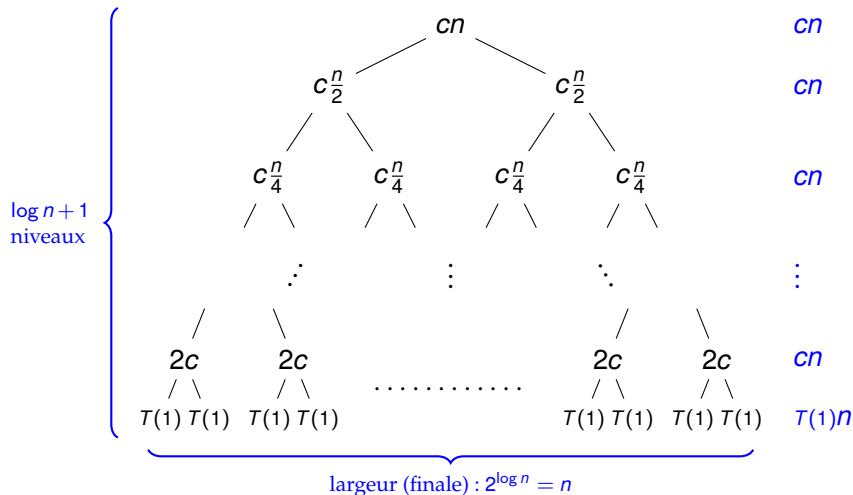 cn cn
c n/2 c n/2 cn
c n/4 c n/4 c n/4 c n/4 cn
log n + 1
niveaux
⋰ ⋮ ⋱ ⋮
2c 2c 2c 2c cn
............
T(1) T(1) T(1) T(1) T(1) T(1) T(1) T(1) T(1)n
largeur (finale) : 2^{log n} = n